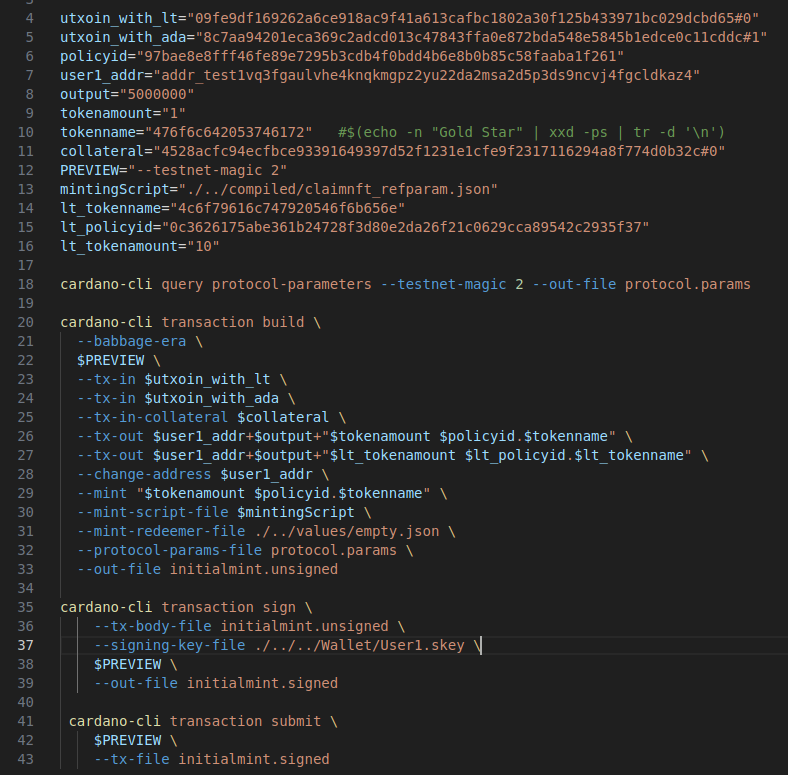 4 utxoin_with_lt="09fe9df169262a6ce918ac9f41a613cafbc1802a30f125b433971bc029dcbd65#0"
5 utxoin_with_ada="8c7aa94201eca369c2adcd013c47843ffa0e872bda548e5845b1edce0c11cddc#1"
6 policyid="97bae8e8fff46fe89e7295b3cdb4f0bdd4b6e8b0b85c58faaba1f261"
7 user1_addr="addr_test1vq3fgaulvhe4knqkmgpz2yu22da2msa2d5p3ds9ncvj4fgcldkaz4"
8 output="5000000"
9 tokenamount="1"
10 tokenname="476f6c642053746172"   #$(echo -n "Gold Star" | xxd -ps | tr -d '\n')
11 collateral="4528acfc94ecfbce93391649397d52f1231e1cfe9f2317116294a8f774d0b32c#0"
12 PREVIEW="--testnet-magic 2"
13 mintingScript="./../compiled/claimnft_refparam.json"
14 lt_tokenname="4c6f79616c747920546f6b656e"
15 lt_policyid="0c3626175abe361b24728f3d80e2da26f21c0629cca89542c2935f37"
16 lt_tokenamount="10"
17
18 cardano-cli query protocol-parameters --testnet-magic 2 --out-file protocol.params
19
20 cardano-cli transaction build \
21   --babbage-era \
22   $PREVIEW \
23   --tx-in $utxoin_with_lt \
24   --tx-in $utxoin_with_ada \
25   --tx-in-collateral $collateral \
26   --tx-out $user1_addr+$output+"$tokenamount $policyid.$tokenname" \
27   --tx-out $user1_addr+$output+"$lt_tokenamount $lt_policyid.$lt_tokenname" \
28   --change-address $user1_addr \
29   --mint "$tokenamount $policyid.$tokenname" \
30   --mint-script-file $mintingScript \
31   --mint-redeemer-file ./../values/empty.json \
32   --protocol-params-file protocol.params \
33   --out-file initialmint.unsigned
34
35 cardano-cli transaction sign \
36     --tx-body-file initialmint.unsigned \
37     --signing-key-file ./../../Wallet/User1.skey \
38     $PREVIEW \
39     --out-file initialmint.signed
40
41  cardano-cli transaction submit \
42     $PREVIEW \
43     --tx-file initialmint.signed